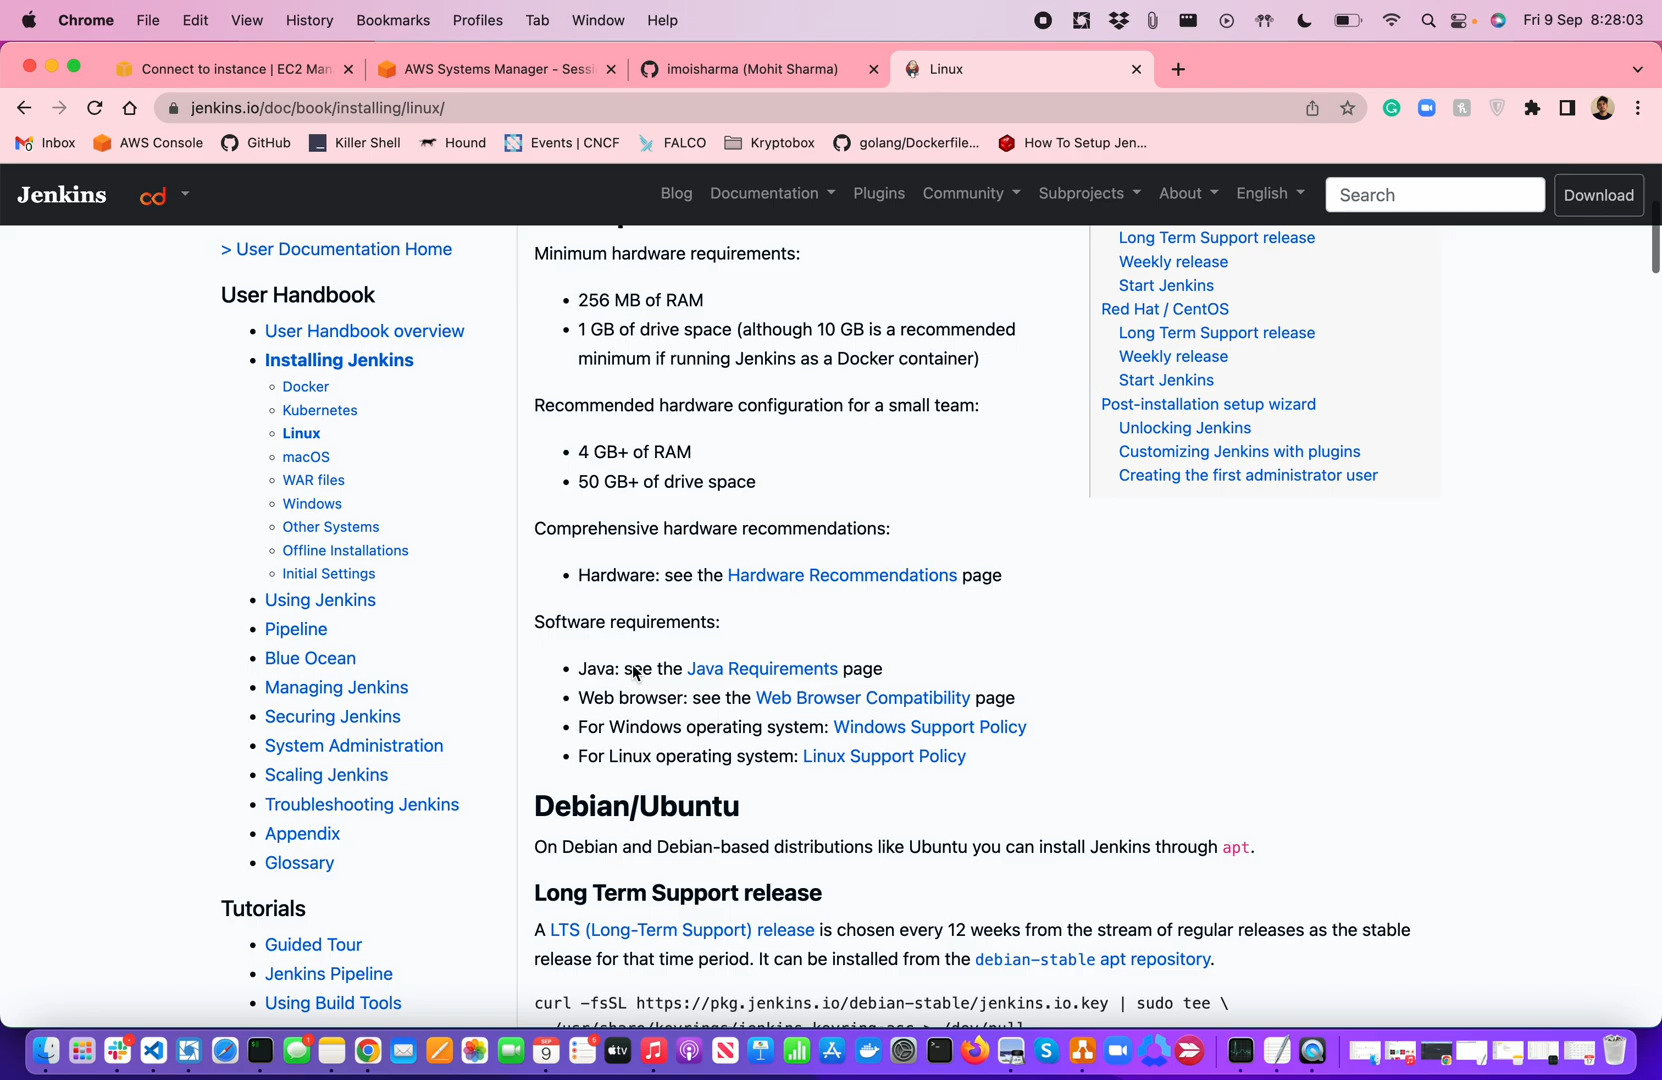 Chrome File Edit View History Bookmarks Profiles Tab Window Help Fri 9 Sep 8:28:03
Connect to instance | EC2 Man AWS Systems Manager - Sessi imoisharma (Mohit Sharma) Linux
jenkins.io/doc/book/installing/linux/
Inbox AWS Console GitHub Killer Shell Hound Events | CNCF FALCO Kryptobox golang/Dockerfile... How To Setup Jen...
Jenkins cd Blog Documentation Plugins Community Subprojects About English Search Download
> User Documentation Home
User Handbook
User Handbook overview
Installing Jenkins
Docker
Kubernetes
Linux
macOS
WAR files
Windows
Other Systems
Offline Installations
Initial Settings
Using Jenkins
Pipeline
Blue Ocean
Managing Jenkins
Securing Jenkins
System Administration
Scaling Jenkins
Troubleshooting Jenkins
Appendix
Glossary
Tutorials
Guided Tour
Jenkins Pipeline
Using Build Tools
Minimum hardware requirements:
• 256 MB of RAM
• 1 GB of drive space (although 10 GB is a recommended
minimum if running Jenkins as a Docker container)
Recommended hardware configuration for a small team:
• 4 GB+ of RAM
• 50 GB+ of drive space
Comprehensive hardware recommendations:
• Hardware: see the Hardware Recommendations page
Software requirements:
• Java: see the Java Requirements page
• Web browser: see the Web Browser Compatibility page
• For Windows operating system: Windows Support Policy
• For Linux operating system: Linux Support Policy
Debian/Ubuntu
On Debian and Debian-based distributions like Ubuntu you can install Jenkins through apt.
Long Term Support release
A LTS (Long-Term Support) release is chosen every 12 weeks from the stream of regular releases as the stable
release for that time period. It can be installed from the debian-stable apt repository.
curl -fsSL https://pkg.jenkins.io/debian-stable/jenkins.io.key | sudo tee \
Long Term Support release
Weekly release
Start Jenkins
Red Hat / CentOS
Long Term Support release
Weekly release
Start Jenkins
Post-installation setup wizard
Unlocking Jenkins
Customizing Jenkins with plugins
Creating the first administrator user